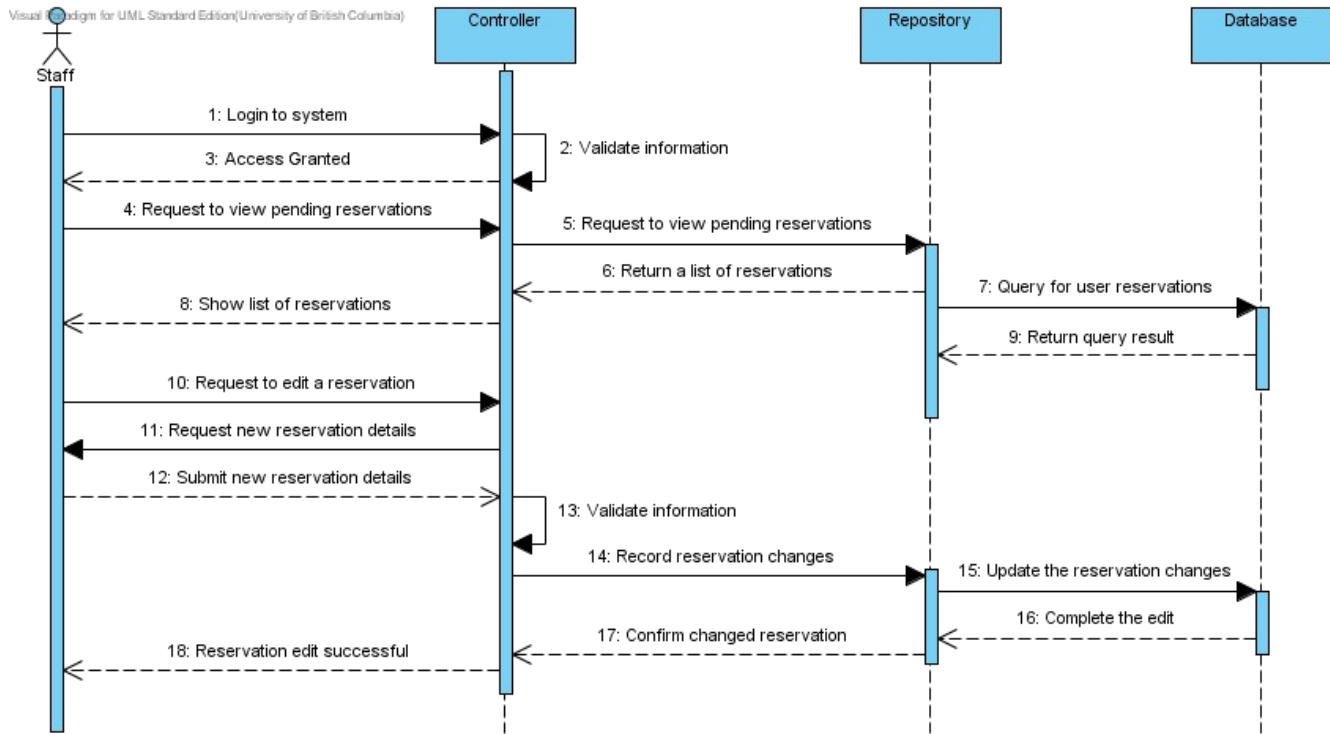 Visual Paradigm for UML Standard Edition(University of British Columbia)
Controller
Repository
Database
Staff
1: Login to system
2: Validate information
3: Access Granted
4: Request to view pending reservations
5: Request to view pending reservations
6: Return a list of reservations
7: Query for user reservations
8: Show list of reservations
9: Return query result
10: Request to edit a reservation
11: Request new reservation details
12: Submit new reservation details
13: Validate information
14: Record reservation changes
15: Update the reservation changes
16: Complete the edit
17: Confirm changed reservation
18: Reservation edit successful